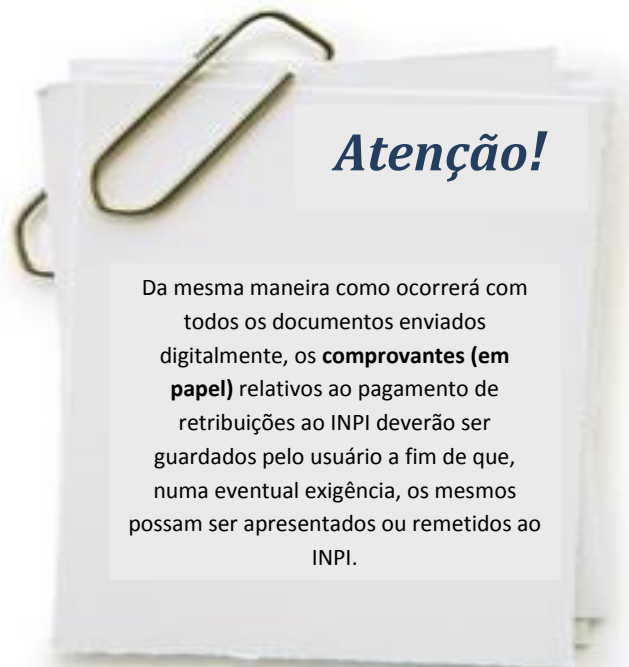 Atenção!
Da mesma maneira como ocorrerá com
todos os documentos enviados
digitalmente, os comprovantes (em
papel) relativos ao pagamento de
retribuições ao INPI deverão ser
guardados pelo usuário a fim de que,
numa eventual exigência, os mesmos
possam ser apresentados ou remetidos ao
INPI.